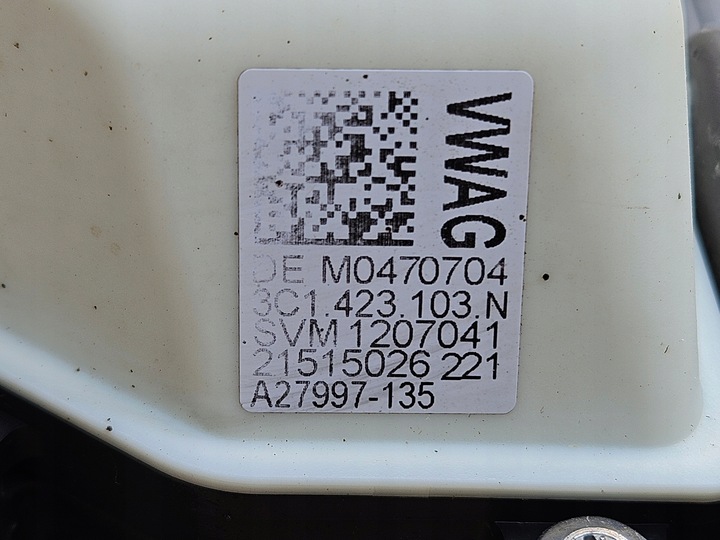 VWAG
DE M0470704
3C1.423.103.N
SVM 1207041
21515026 221
A27997-135